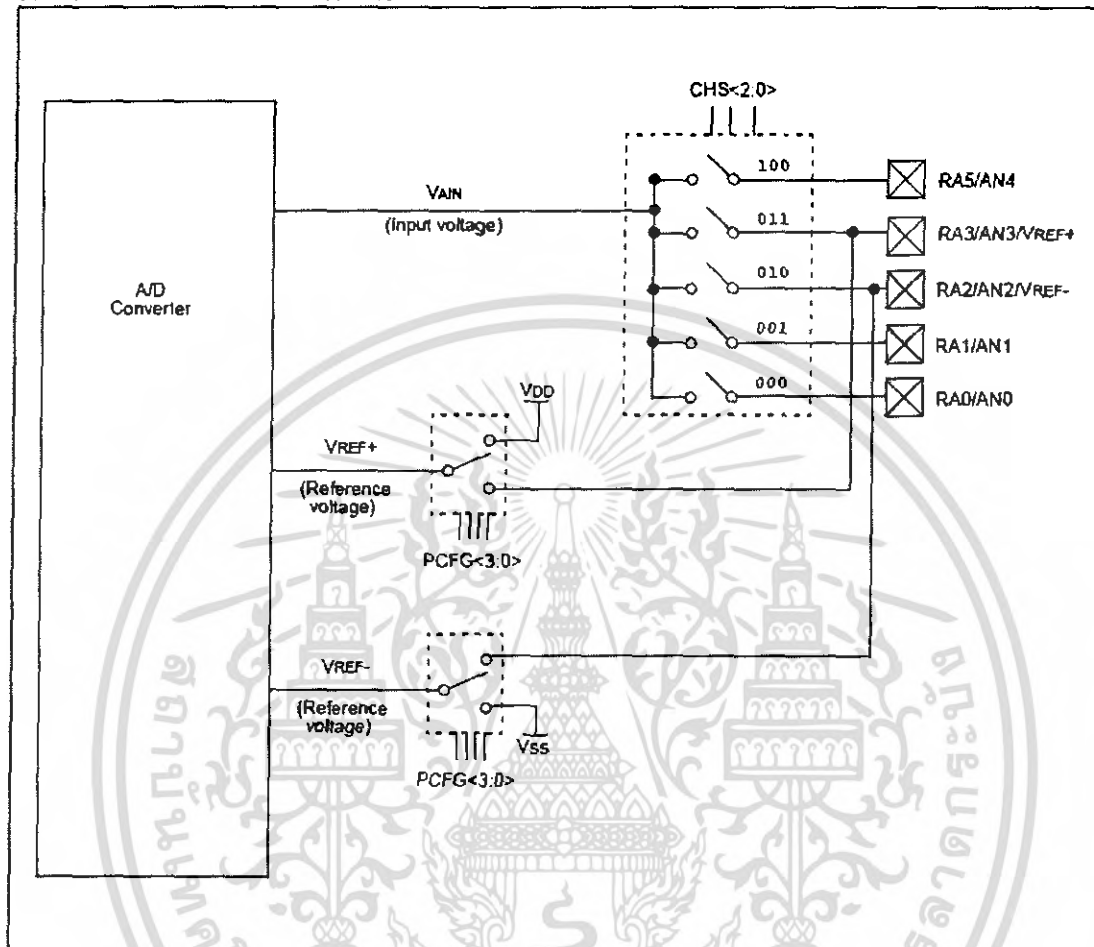 CHS<2:0>
100
RA5/AN4
VAIN
(Input voltage)
011
RA3/AN3/VREF+
A/D
Converter
010
RA2/AN2/VREF-
001
RA1/AN1
000
RA0/AN0
VDD
VREF+
(Reference
voltage)
PCFG<3:0>
VREF-
(Reference
voltage)
VSS
PCFG<3:0>